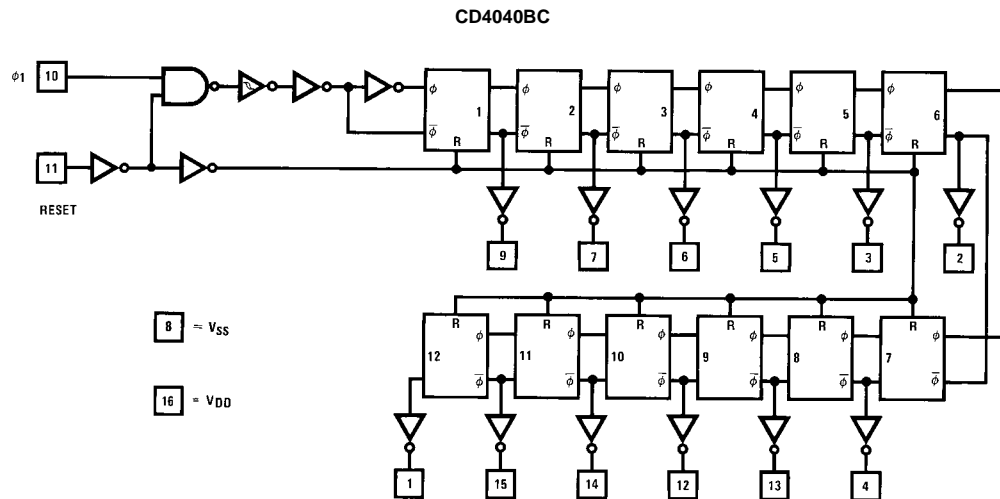 CD4040BC
ϕ1 10
ϕ ϕ ϕ ϕ ϕ ϕ
1 2 3 4 5 6
ϕ̅ ϕ̅ ϕ̅ ϕ̅ ϕ̅ ϕ̅
R R R R R R
11
RESET
9 7 6 5 3 2
8 = VSS
R R R R R R
ϕ ϕ ϕ ϕ ϕ ϕ
12 11 10 9 8 7
ϕ̅ ϕ̅ ϕ̅ ϕ̅ ϕ̅ ϕ̅
16 = VDD
1 15 14 12 13 4